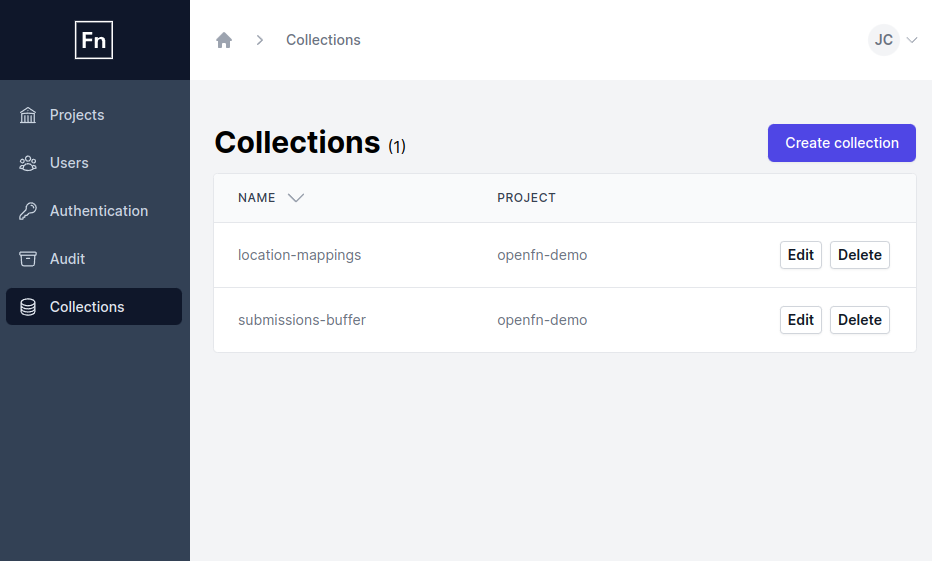 Fn
Collections
JC
Projects
Users
Authentication
Audit
Collections
Collections (1)
Create collection
NAME PROJECT
location-mappings openfn-demo Edit Delete
submissions-buffer openfn-demo Edit Delete